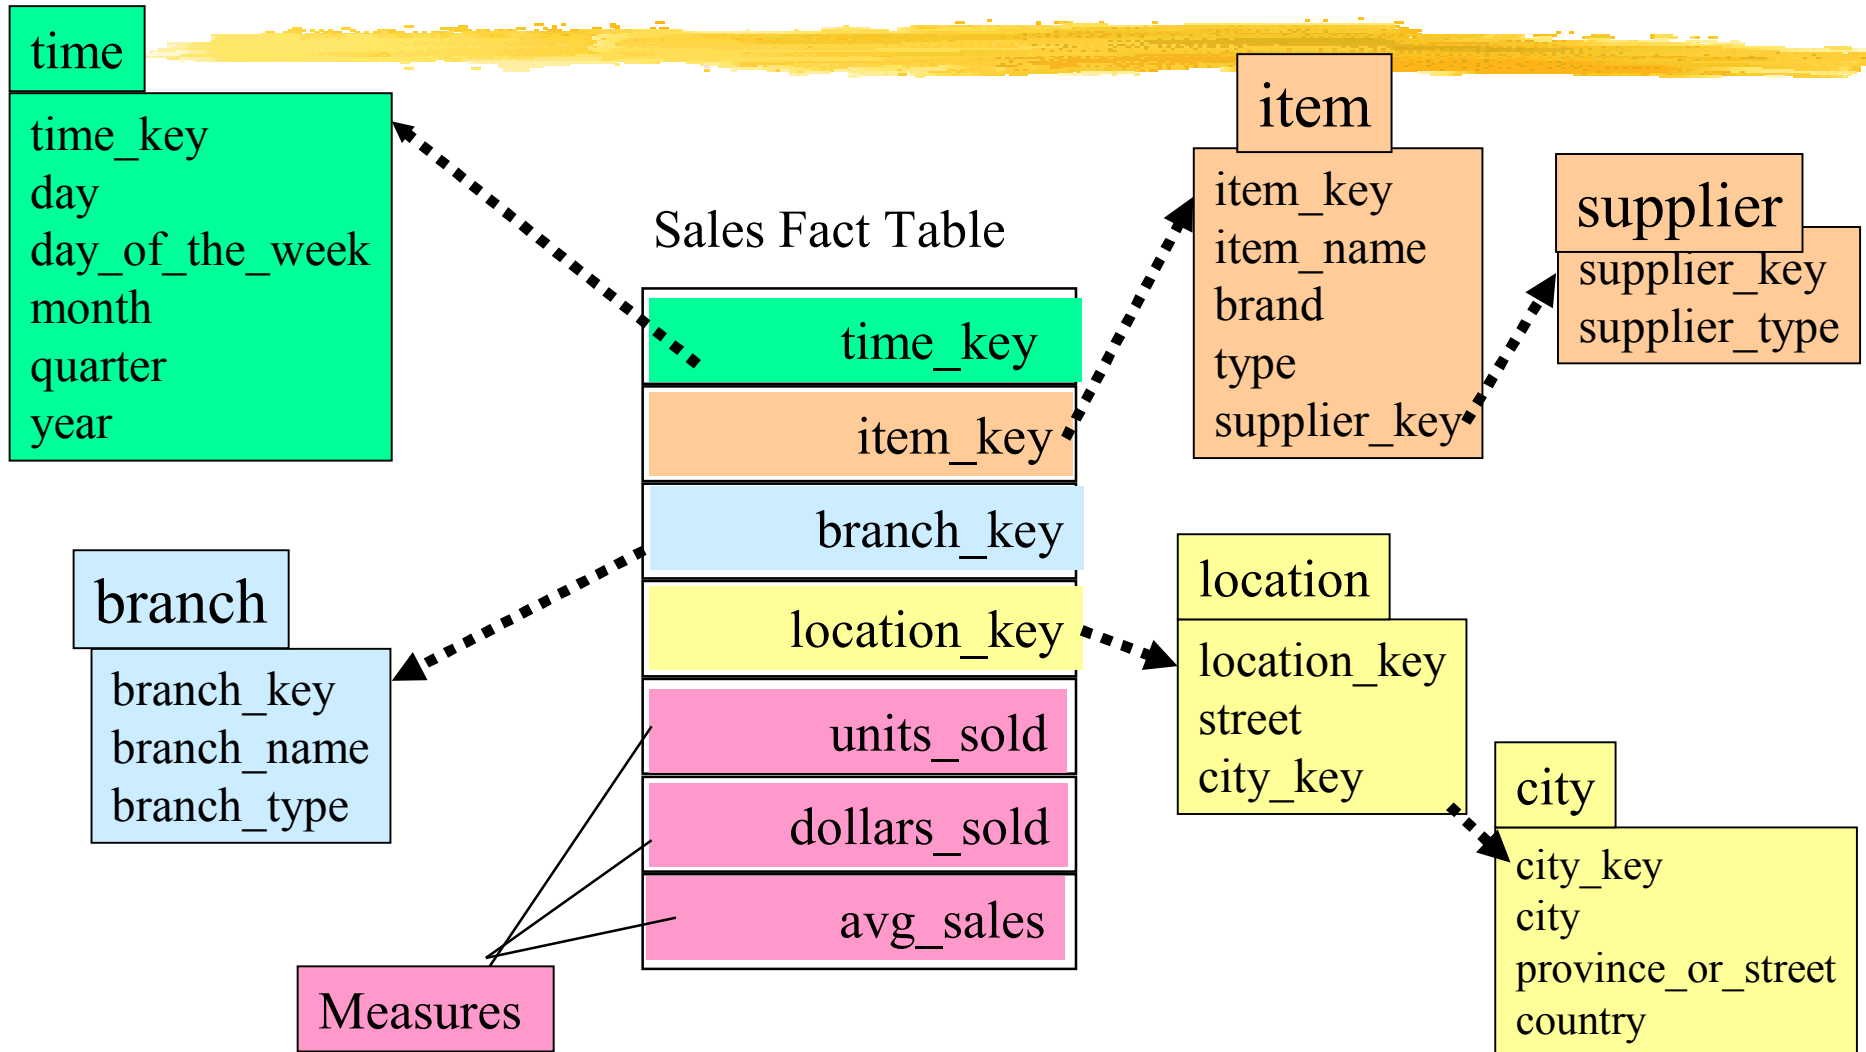 time
time_key
day
day_of_the_week
month
quarter
year
Sales Fact Table
time_key
item_key
branch_key
location_key
units_sold
dollars_sold
avg_sales
item
item_key
item_name
brand
type
supplier_key
supplier
supplier_key
supplier_type
branch
branch_key
branch_name
branch_type
location
location_key
street
city_key
city
city_key
city
province_or_street
country
Measures